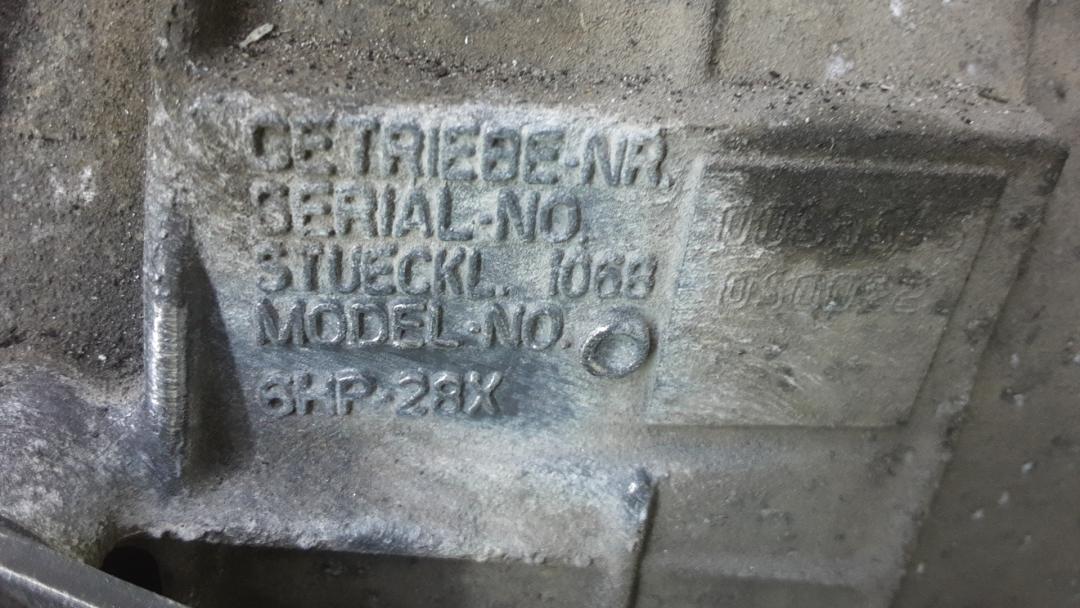 GETRIEBE-NR.
SERIAL-NO.
STUECKL. 1068
MODEL-NO.
6HP-28X